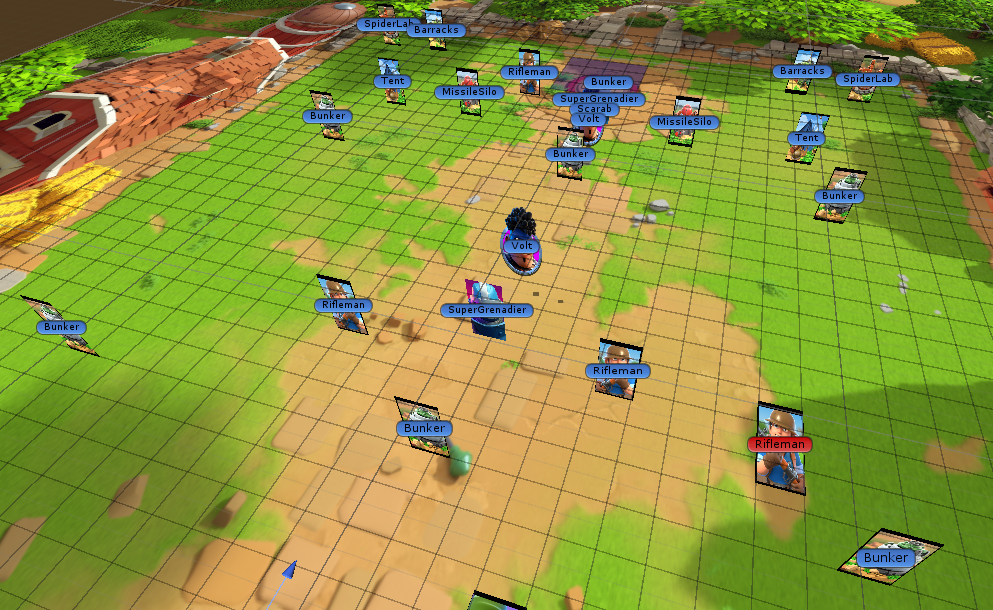 SpiderLab
Barracks
Rifleman
Barracks
SpiderLab
Tent
MissileSilo
Bunker
SuperGrenadier
Scarab
Volt
Bunker
MissileSilo
Tent
Bunker
Bunker
Volt
Rifleman
SuperGrenadier
Bunker
Rifleman
Bunker
Rifleman
Bunker